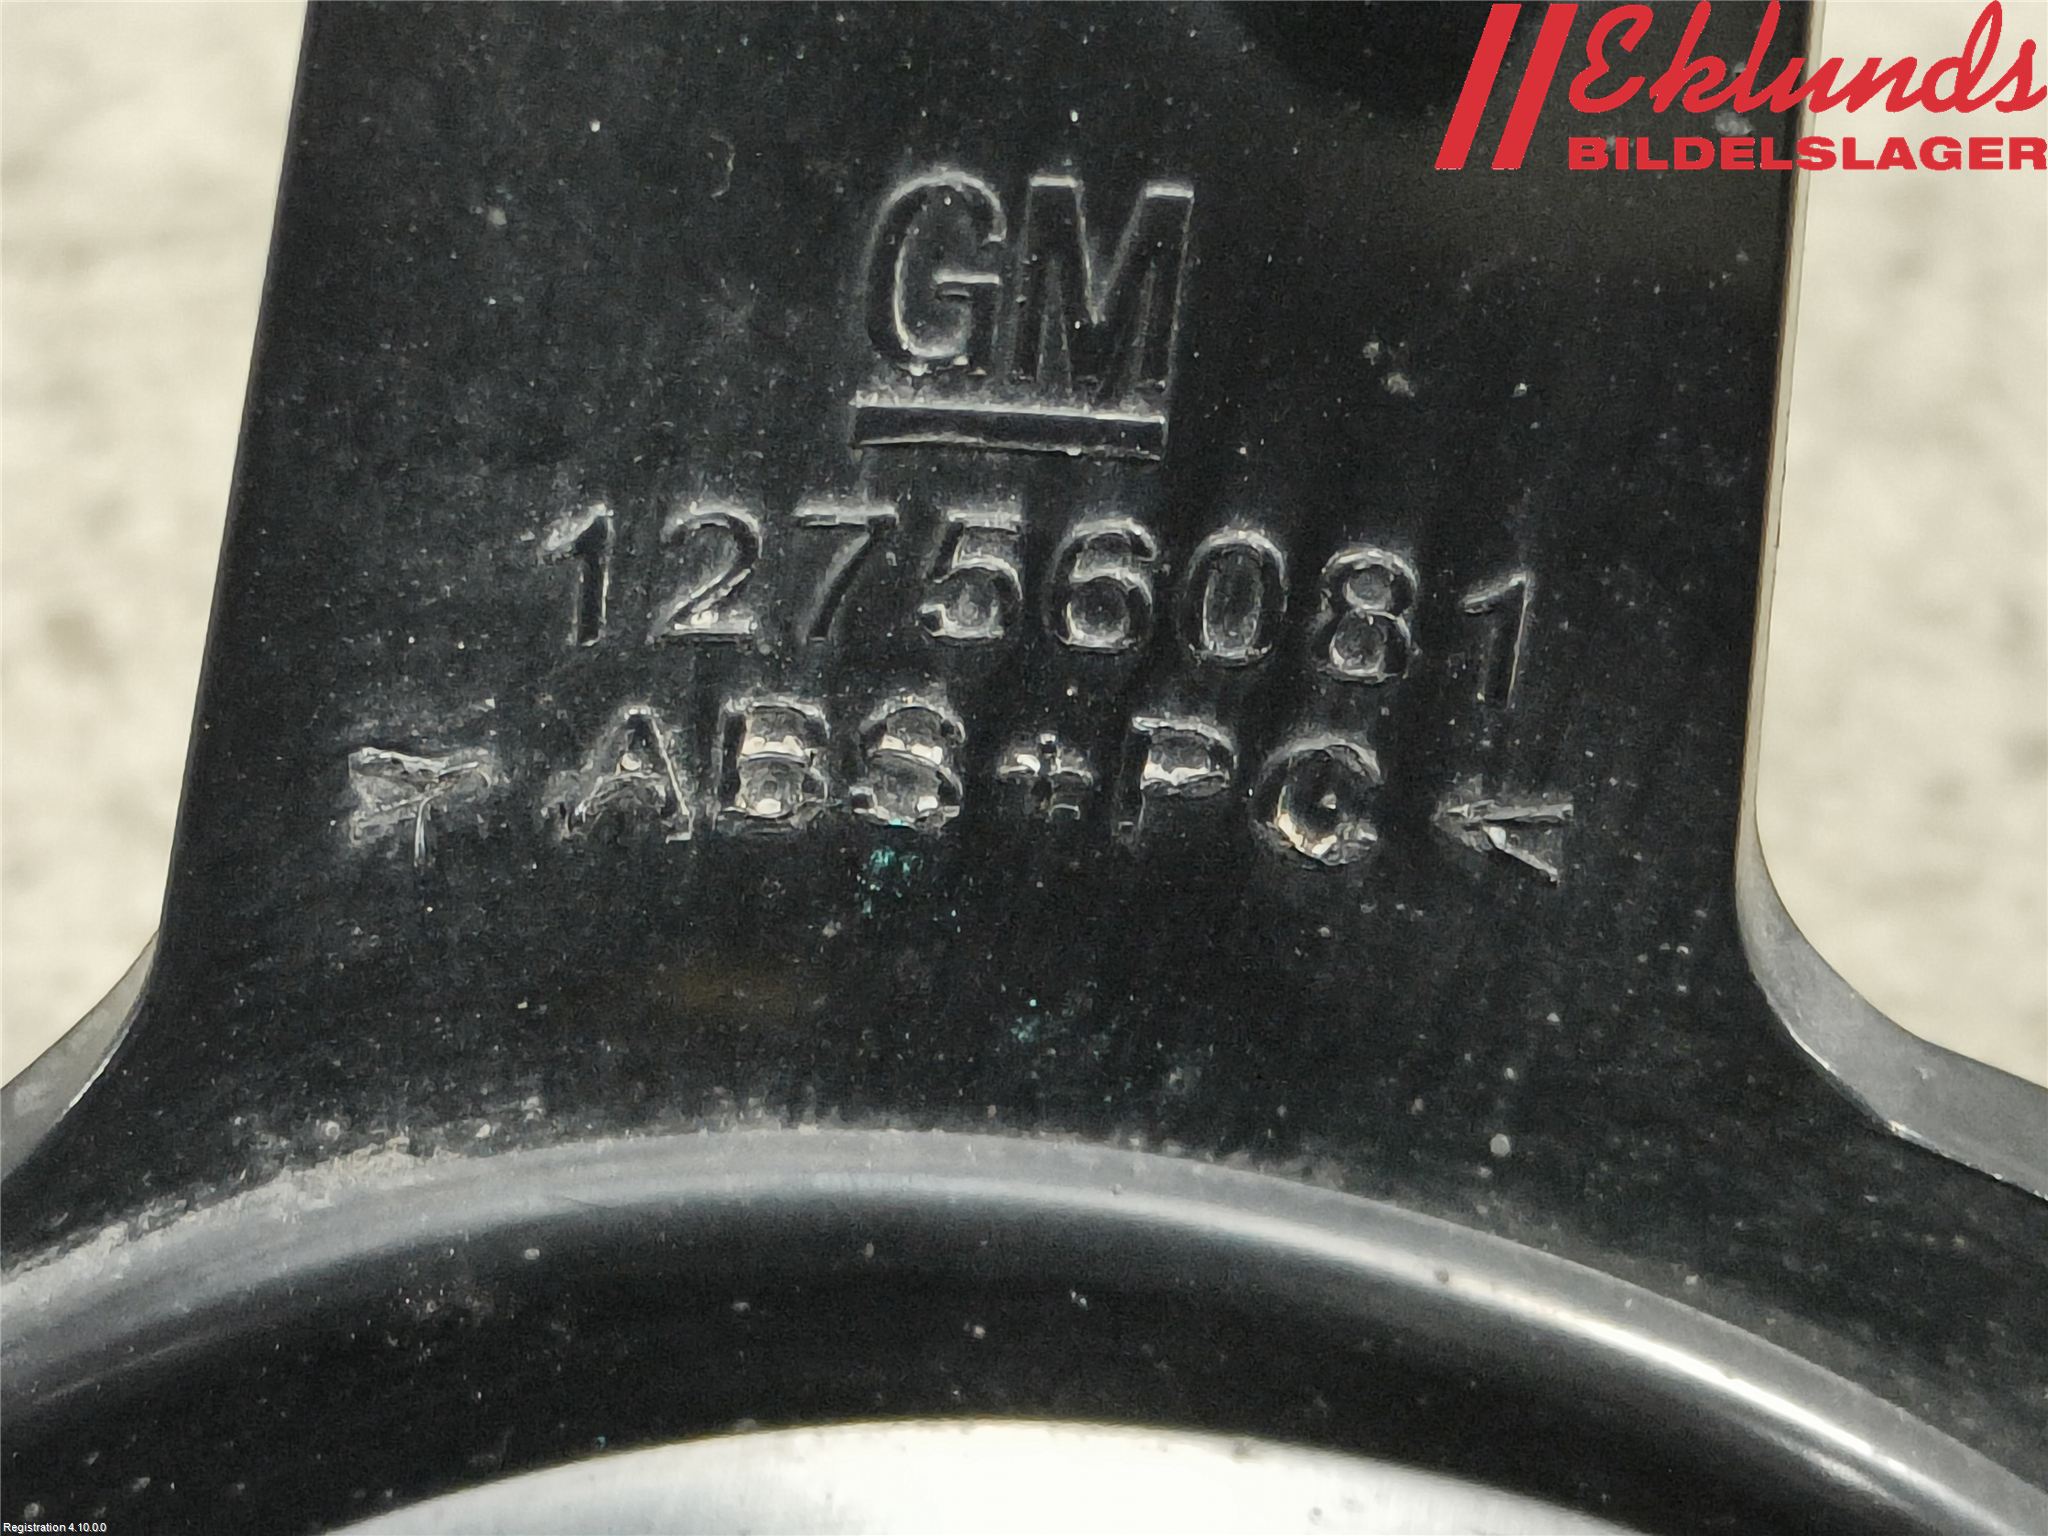 Eklunds
BILDELSLAGER
GM
12756081
>ABS+PC<
Registration 4.10.0.0